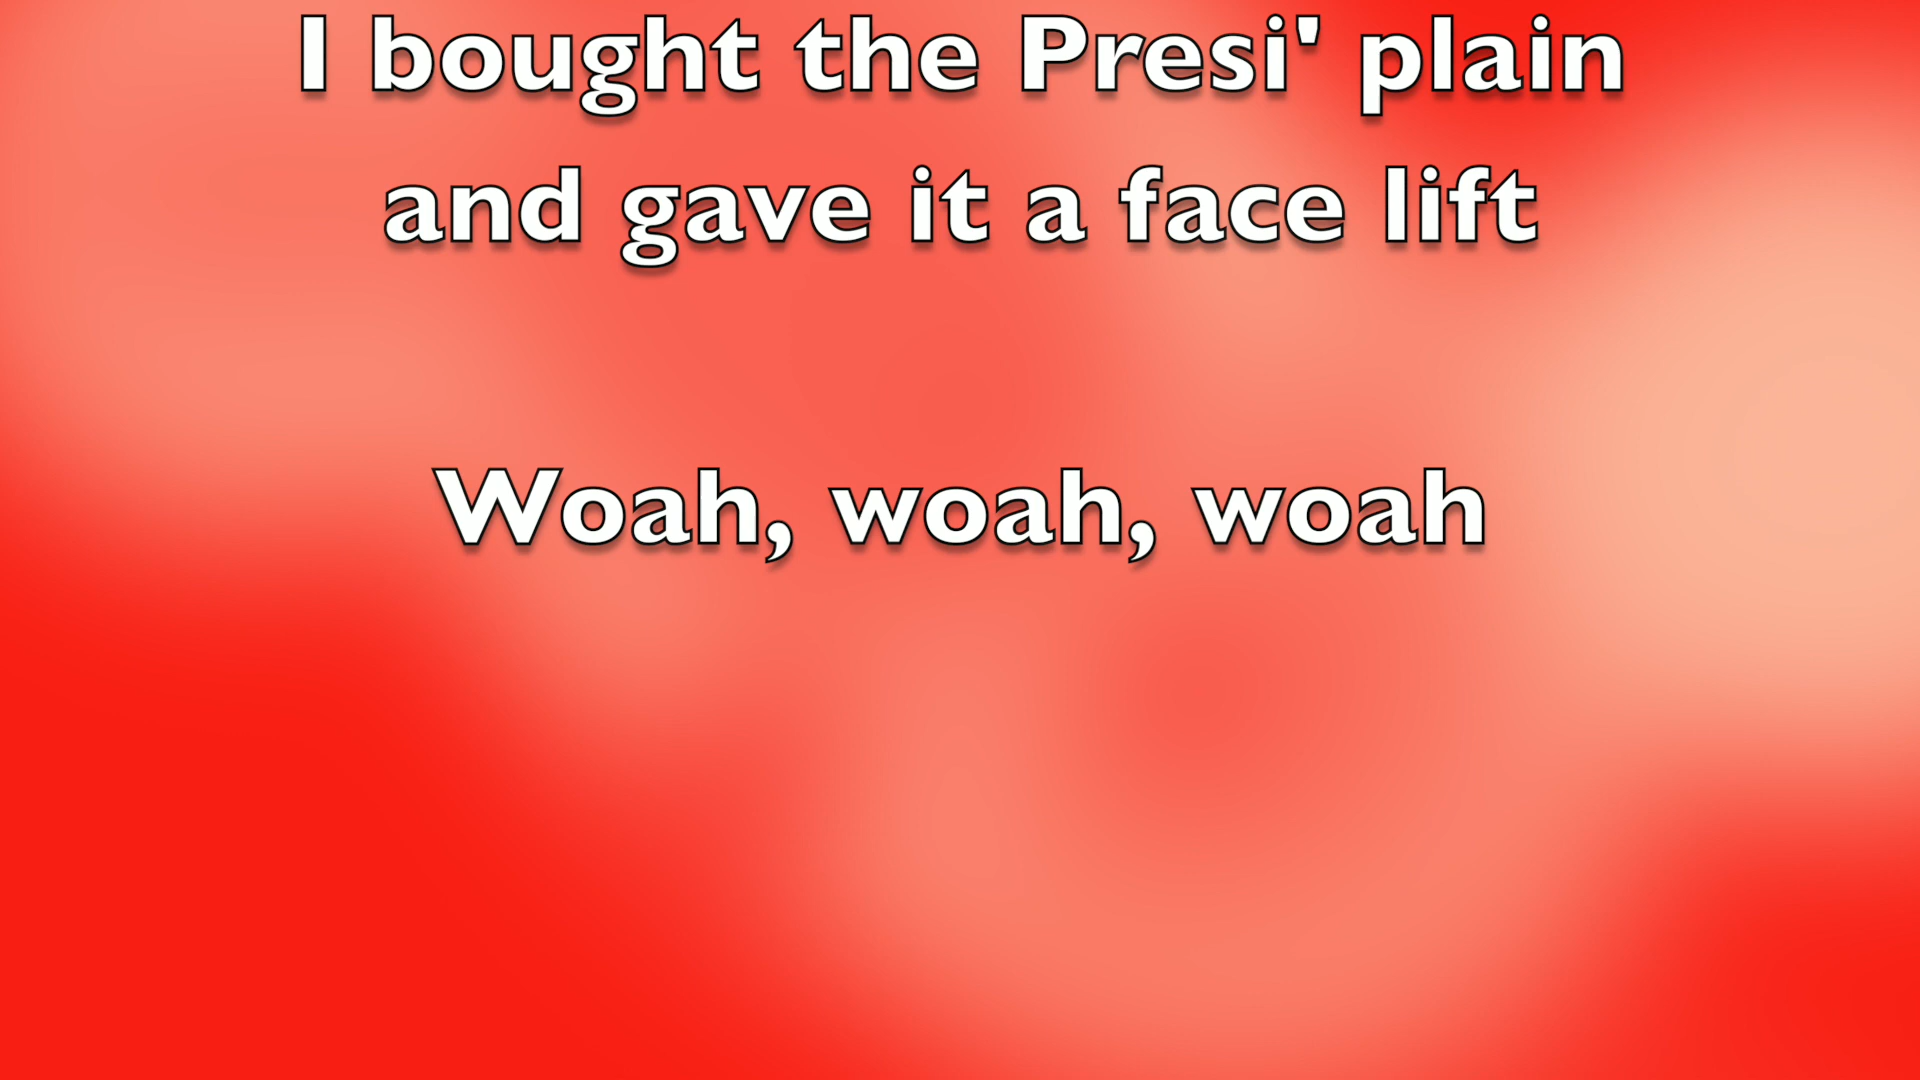 I bought the Presi' plain
and gave it a face lift
Woah, woah, woah